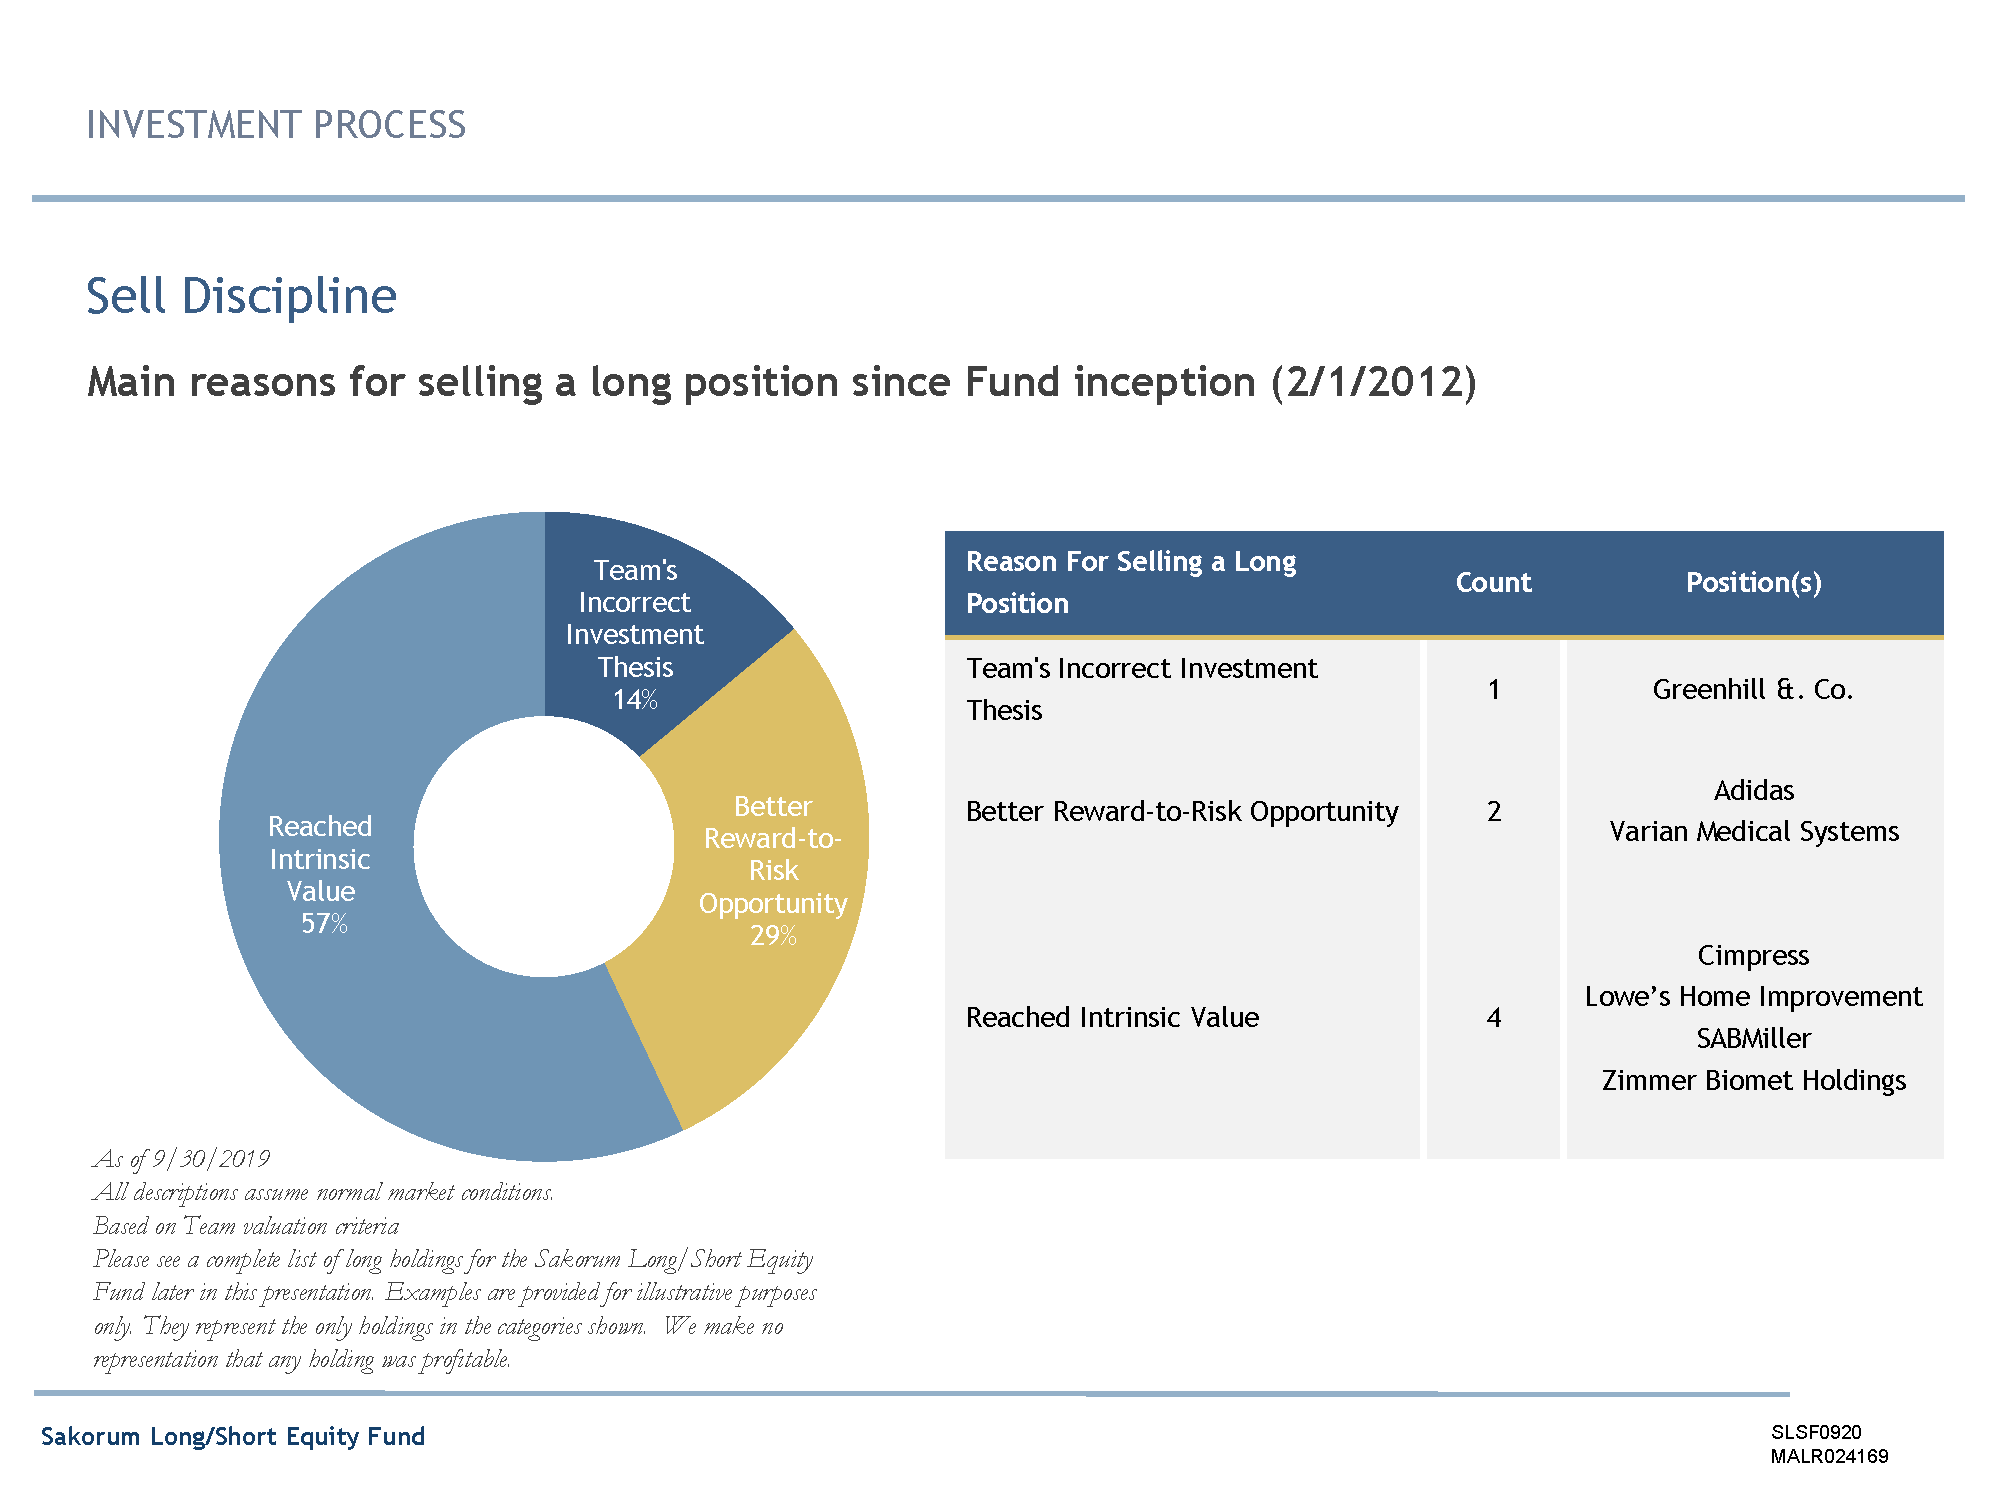 INVESTMENT PROCESS
Sell Discipline
Main reasons for selling a long position since Fund inception (2/1/2012)
Team's
Incorrect
Investment
Thesis
14%
Better
Reward-to-
Risk
Opportunity
29%
Reached
Intrinsic
Value
57%
Reason For Selling a Long
Position
Count
Position(s)
Team's Incorrect Investment
Thesis
1
Greenhill &. Co.
Better Reward-to-Risk Opportunity
2
Adidas
Varian Medical Systems
Reached Intrinsic Value
4
Cimpress
Lowe’s Home Improvement
SABMiller
Zimmer Biomet Holdings
As of 9/30/2019
All descriptions assume normal market conditions.
Based on Team valuation criteria
Please see a complete list of long holdings for the Sakorum Long/Short Equity
Fund later in this presentation. Examples are provided for illustrative purposes
only. They represent the only holdings in the categories shown. We make no
representation that any holding was profitable.
Sakorum Long/Short Equity Fund
SLSF0920
MALR024169